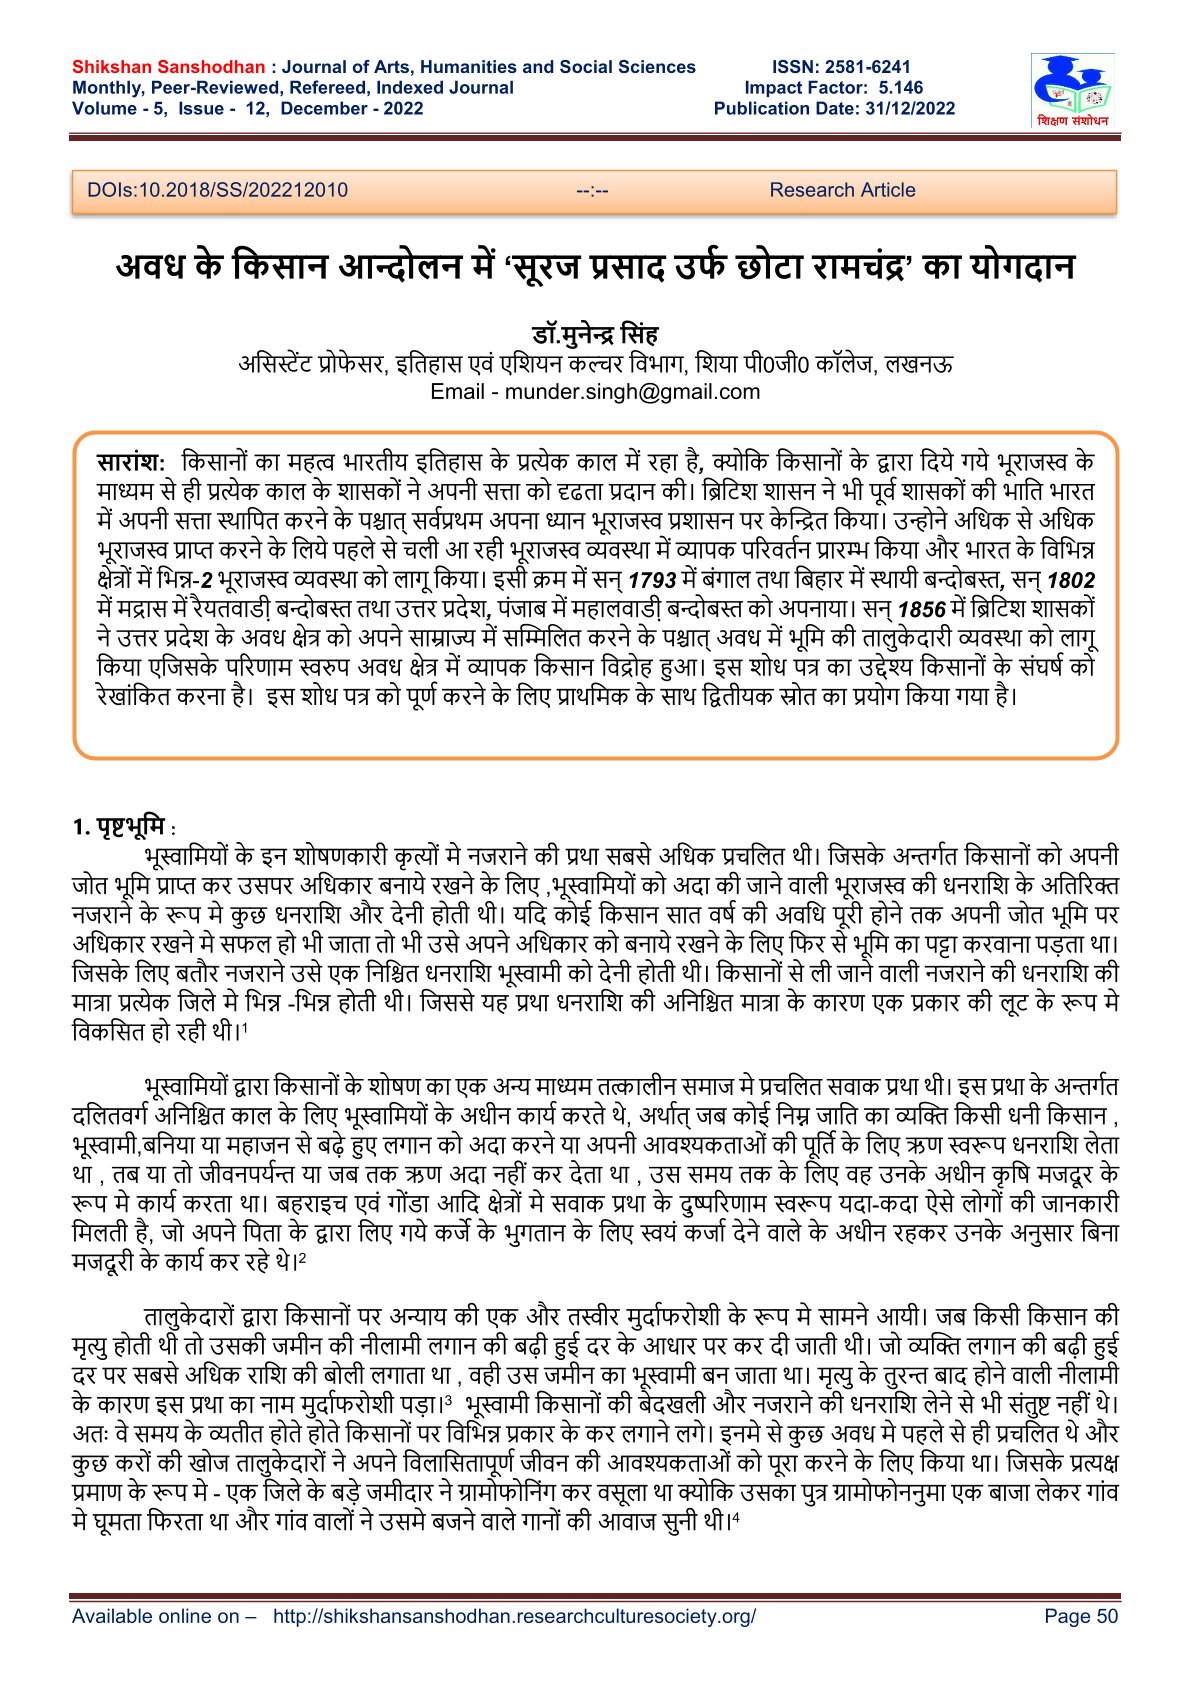 Shikshan Sanshodhan : Journal of Arts, Humanities and Social Sciences ISSN: 2581-6241
Monthly, Peer-Reviewed, Refereed, Indexed Journal Impact Factor: 5.146
Volume - 5, Issue - 12, December - 2022 Publication Date: 31/12/2022
शिक्षण संशोधन
DOIs:10.2018/SS/202212010 --:-- Research Article
अवध के किसान आन्दोलन में ‘सूरज प्रसाद उर्फ छोटा रामचंद्र’ का योगदान
डॉ.मुनेन्द्र सिंह
असिस्टेंट प्रोफेसर, इतिहास एवं एशियन कल्चर विभाग, शिया पी0जी0 कॉलेज, लखनऊ
Email - munder.singh@gmail.com
सारांश: किसानों का महत्व भारतीय इतिहास के प्रत्येक काल में रहा है, क्योकि किसानों के द्वारा दिये गये भूराजस्व के
माध्यम से ही प्रत्येक काल के शासकों ने अपनी सत्ता को दृढता प्रदान की। ब्रिटिश शासन ने भी पूर्व शासकों की भाति भारत
में अपनी सत्ता स्थापित करने के पश्चात् सर्वप्रथम अपना ध्यान भूराजस्व प्रशासन पर केन्द्रित किया। उन्होने अधिक से अधिक
भूराजस्व प्राप्त करने के लिये पहले से चली आ रही भूराजस्व व्यवस्था में व्यापक परिवर्तन प्रारम्भ किया और भारत के विभिन्न
क्षेत्रों में भिन्न-2 भूराजस्व व्यवस्था को लागू किया। इसी क्रम में सन् 1793 में बंगाल तथा बिहार में स्थायी बन्दोबस्त, सन् 1802
में मद्रास में रैयतवाडी़ बन्दोबस्त तथा उत्तर प्रदेश, पंजाब में महालवाडी़ बन्दोबस्त को अपनाया। सन् 1856 में ब्रिटिश शासकों
ने उत्तर प्रदेश के अवध क्षेत्र को अपने साम्राज्य में सम्मिलित करने के पश्चात् अवध में भूमि की तालुकेदारी व्यवस्था को लागू
किया एजिसके परिणाम स्वरुप अवध क्षेत्र में व्यापक किसान विद्रोह हुआ। इस शोध पत्र का उद्देश्य किसानों के संघर्ष को
रेखांकित करना है। इस शोध पत्र को पूर्ण करने के लिए प्राथमिक के साथ द्वितीयक स्रोत का प्रयोग किया गया है।
1. पृष्टभूमि :
भूस्वामियों के इन शोषणकारी कृत्यों मे नजराने की प्रथा सबसे अधिक प्रचलित थी। जिसके अन्तर्गत किसानों को अपनी
जोत भूमि प्राप्त कर उसपर अधिकार बनाये रखने के लिए ,भूस्वामियों को अदा की जाने वाली भूराजस्व की धनराशि के अतिरिक्त
नजराने के रूप मे कुछ धनराशि और देनी होती थी। यदि कोई किसान सात वर्ष की अवधि पूरी होने तक अपनी जोत भूमि पर
अधिकार रखने मे सफल हो भी जाता तो भी उसे अपने अधिकार को बनाये रखने के लिए फिर से भूमि का पट्टा करवाना पड़ता था।
जिसके लिए बतौर नजराने उसे एक निश्चित धनराशि भूस्वामी को देनी होती थी। किसानों से ली जाने वाली नजराने की धनराशि की
मात्रा प्रत्येक जिले मे भिन्न -भिन्न होती थी। जिससे यह प्रथा धनराशि की अनिश्चित मात्रा के कारण एक प्रकार की लूट के रूप मे
विकसित हो रही थी।1
भूस्वामियों द्वारा किसानों के शोषण का एक अन्य माध्यम तत्कालीन समाज मे प्रचलित सवाक प्रथा थी। इस प्रथा के अन्तर्गत
दलितवर्ग अनिश्चित काल के लिए भूस्वामियों के अधीन कार्य करते थे, अर्थात् जब कोई निम्न जाति का व्यक्ति किसी धनी किसान ,
भूस्वामी,बनिया या महाजन से बढ़े हुए लगान को अदा करने या अपनी आवश्यकताओं की पूर्ति के लिए ऋण स्वरूप धनराशि लेता
था , तब या तो जीवनपर्यन्त या जब तक ऋण अदा नहीं कर देता था , उस समय तक के लिए वह उनके अधीन कृषि मजदूर के
रूप मे कार्य करता था। बहराइच एवं गोंडा आदि क्षेत्रों मे सवाक प्रथा के दुष्परिणाम स्वरूप यदा-कदा ऐसे लोगों की जानकारी
मिलती है, जो अपने पिता के द्वारा लिए गये कर्जे के भुगतान के लिए स्वयं कर्जा देने वाले के अधीन रहकर उनके अनुसार बिना
मजदूरी के कार्य कर रहे थे।2
तालुकेदारों द्वारा किसानों पर अन्याय की एक और तस्वीर मुर्दाफरोशी के रूप मे सामने आयी। जब किसी किसान की
मृत्यु होती थी तो उसकी जमीन की नीलामी लगान की बढ़ी हुई दर के आधार पर कर दी जाती थी। जो व्यक्ति लगान की बढ़ी हुई
दर पर सबसे अधिक राशि की बोली लगाता था , वही उस जमीन का भूस्वामी बन जाता था। मृत्यु के तुरन्त बाद होने वाली नीलामी
के कारण इस प्रथा का नाम मुर्दाफरोशी पड़ा।3 भूस्वामी किसानों की बेदखली और नजराने की धनराशि लेने से भी संतुष्ट नहीं थे।
अतः वे समय के व्यतीत होते होते किसानों पर विभिन्न प्रकार के कर लगाने लगे। इनमे से कुछ अवध मे पहले से ही प्रचलित थे और
कुछ करों की खोज तालुकेदारों ने अपने विलासितापूर्ण जीवन की आवश्यकताओं को पूरा करने के लिए किया था। जिसके प्रत्यक्ष
प्रमाण के रूप मे - एक जिले के बड़े जमीदार ने ग्रामोफोनिंग कर वसूला था क्योकि उसका पुत्र ग्रामोफोननुमा एक बाजा लेकर गांव
मे घूमता फिरता था और गांव वालों ने उसमे बजने वाले गानों की आवाज सुनी थी।4
Available online on – http://shikshansanshodhan.researchculturesociety.org/ Page 50